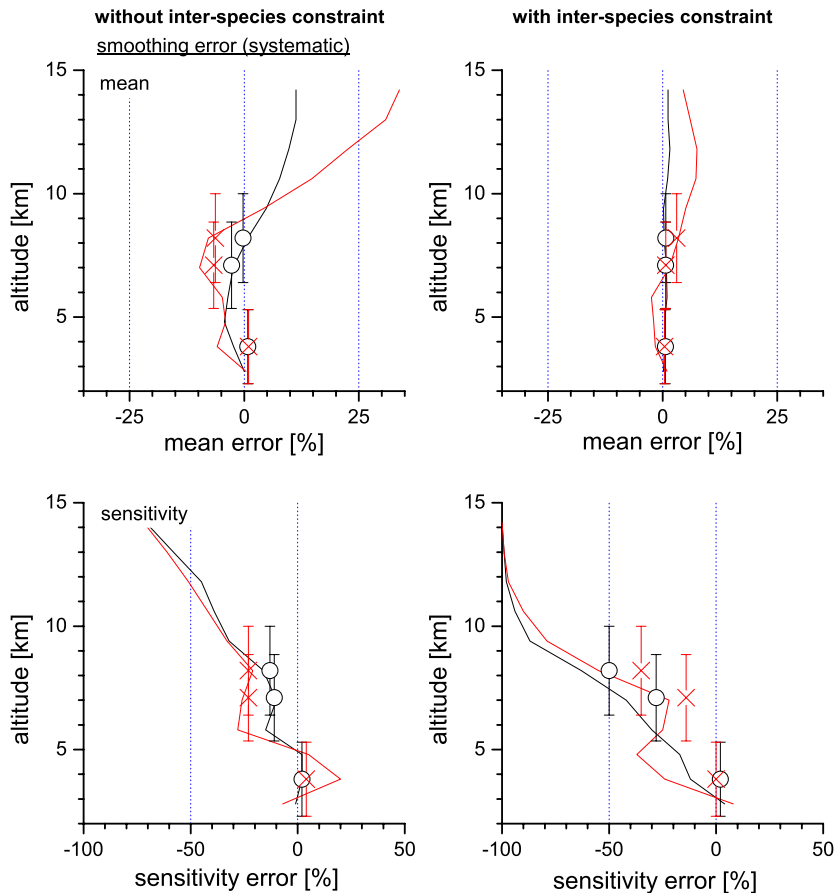 without inter-species constraint
with inter-species constraint
smoothing error (systematic)
15
mean
10
5
altitude [km]
-25
0
25
mean error [%]
15
10
5
altitude [km]
-25
0
25
mean error [%]
15
sensitivity
10
5
altitude [km]
-100
-50
0
50
sensitivity error [%]
15
10
5
altitude [km]
-100
-50
0
50
sensitivity error [%]